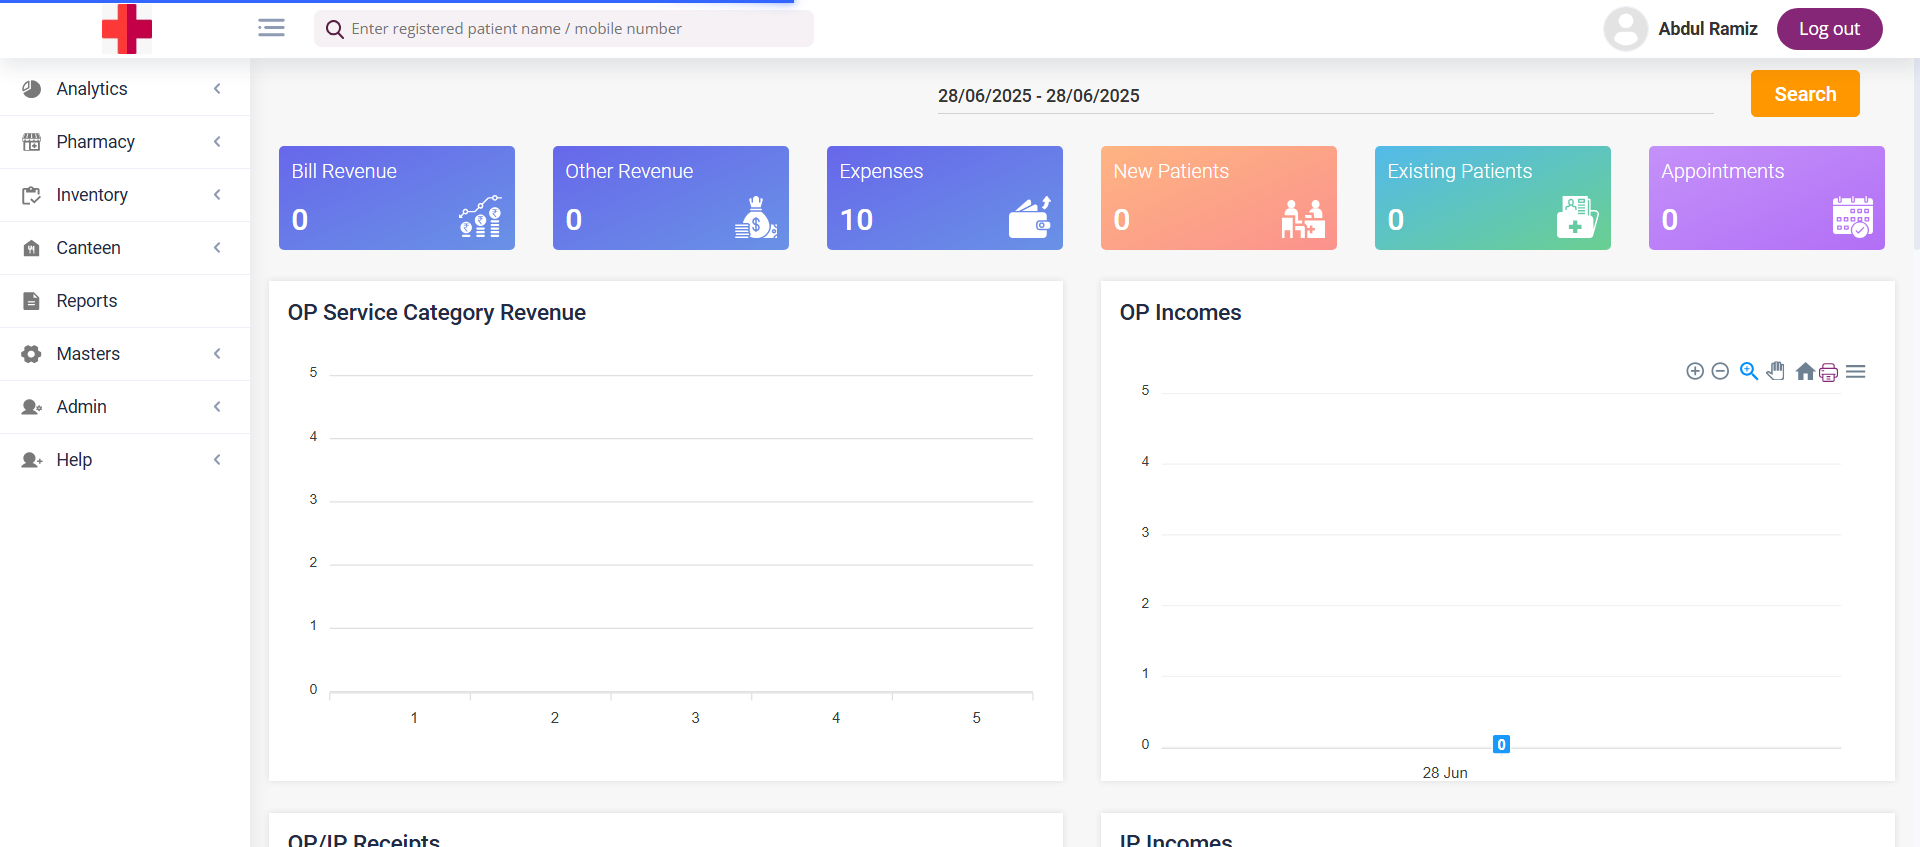 Enter registered patient name / mobile number
Abdul Ramiz
Log out
Analytics
Pharmacy
Inventory
Canteen
Reports
Masters
Admin
Help
28/06/2025 - 28/06/2025
Search
Bill Revenue
0
Other Revenue
0
Expenses
10
New Patients
0
Existing Patients
0
Appointments
0
OP Service Category Revenue
5
4
3
2
1
0
1 2 3 4 5
OP Incomes
5
4
3
2
1
0
0
28 Jun
OP/IP Receipts
IP Incomes